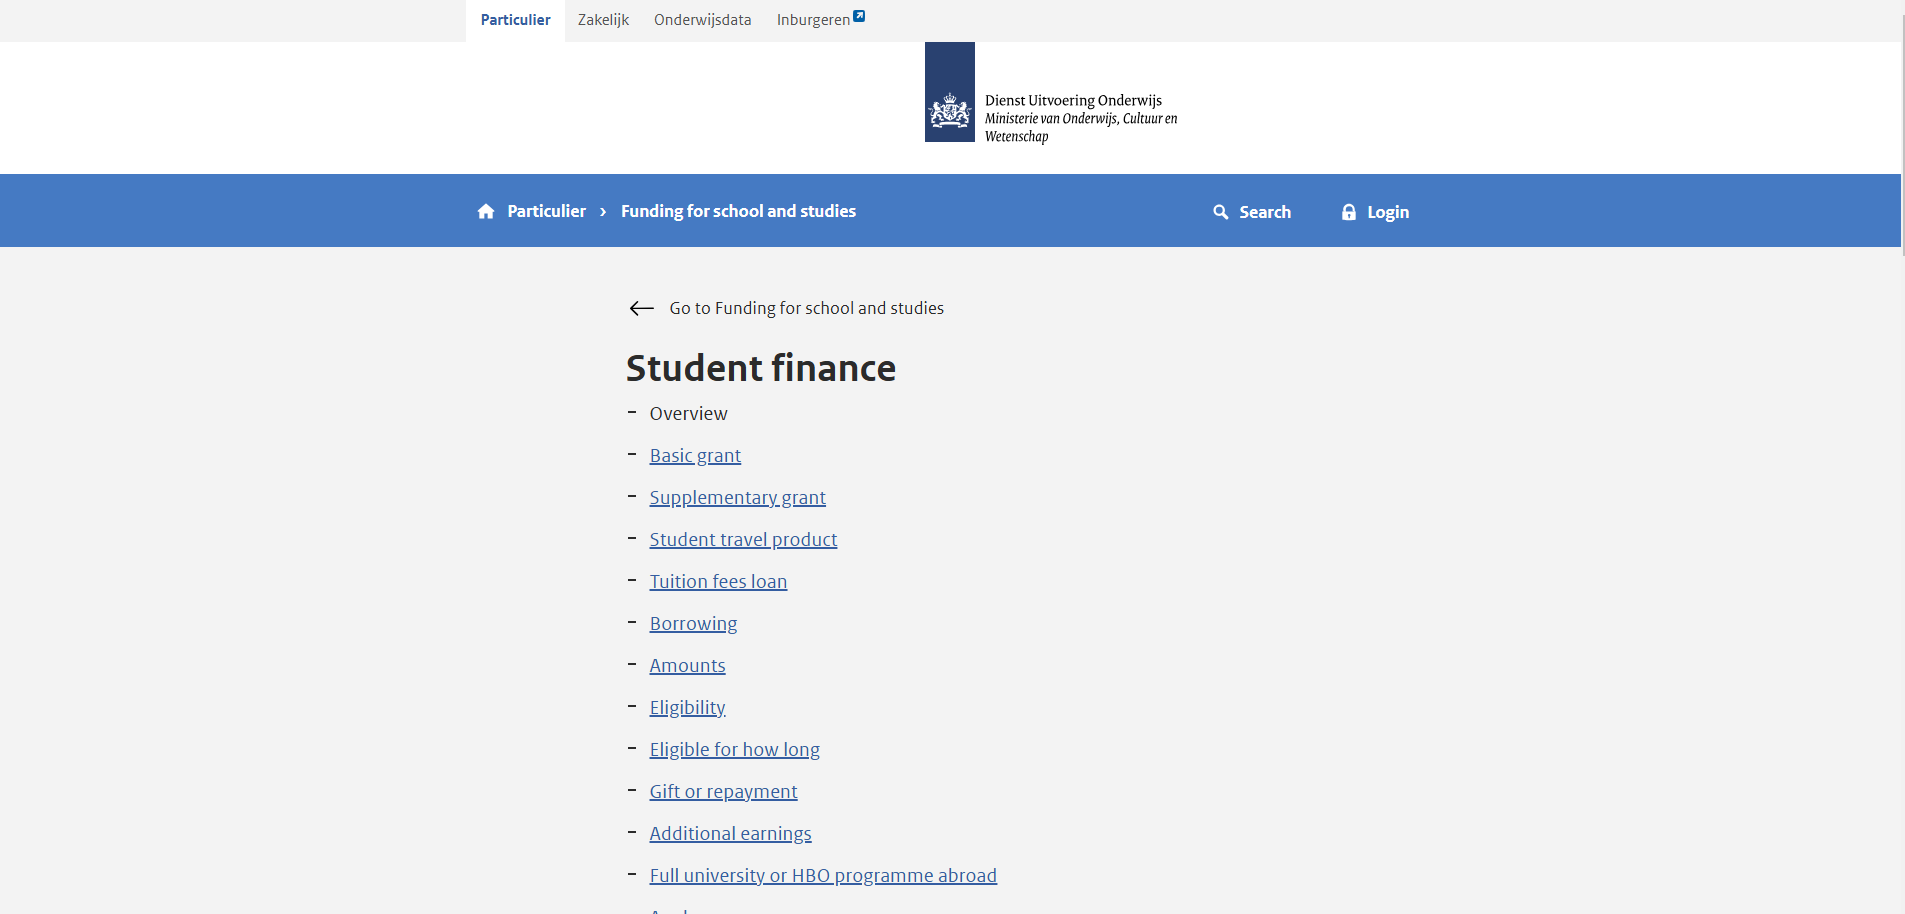 Particulier Zakelijk Onderwijsdata Inburgeren
Dienst Uitvoering Onderwijs
Ministerie van Onderwijs, Cultuur en
Wetenschap
Particulier › Funding for school and studies Search Login
Go to Funding for school and studies
Student finance
- Overview
- Basic grant
- Supplementary grant
- Student travel product
- Tuition fees loan
- Borrowing
- Amounts
- Eligibility
- Eligible for how long
- Gift or repayment
- Additional earnings
- Full university or HBO programme abroad